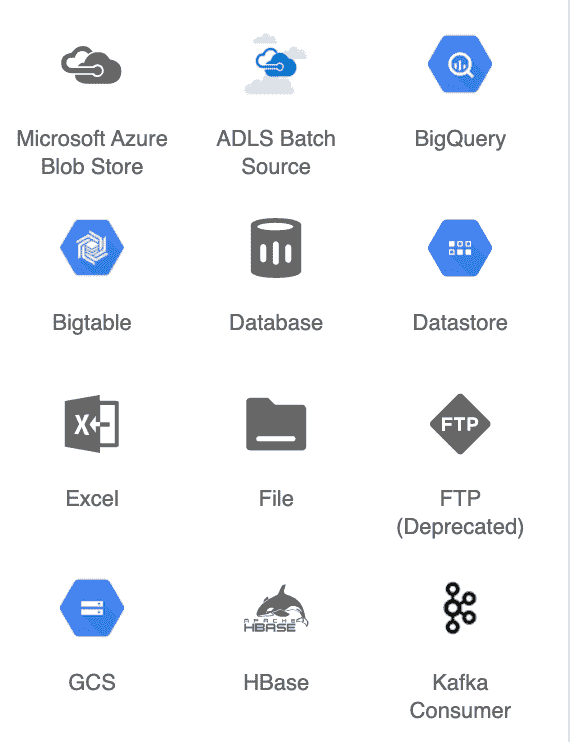 Microsoft Azure
Blob Store
ADLS Batch
Source
BigQuery
Bigtable
Database
Datastore
X
Excel
File
FTP
FTP
(Deprecated)
GCS
APACHE
HBASE
HBase
Kafka
Consumer